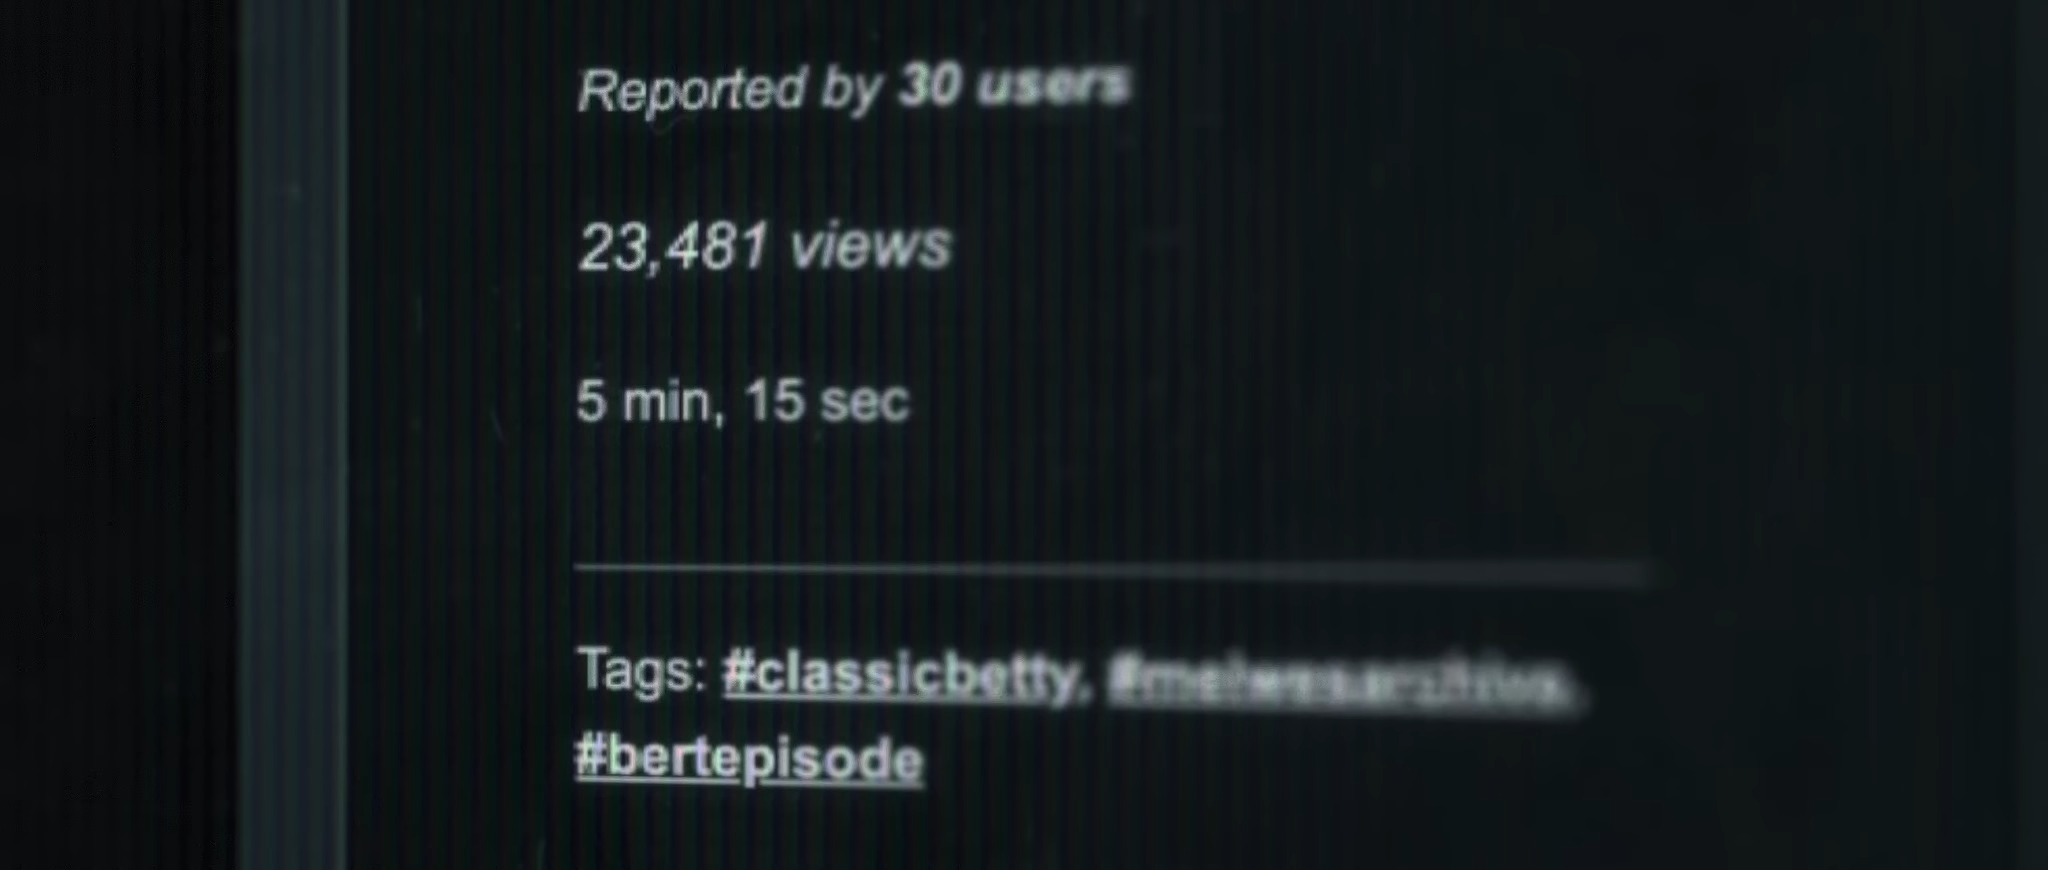 Reported by 30 users
23,481 views
5 min, 15 sec
Tags: #classicbetty,
#bertepisode